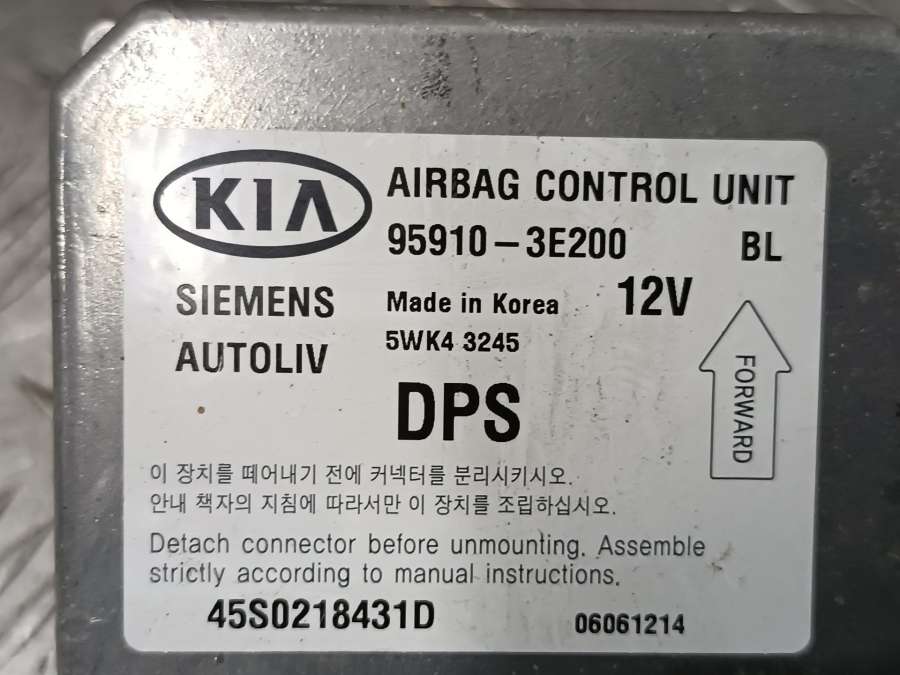 KIA
AIRBAG CONTROL UNIT
95910-3E200 BL
SIEMENS
AUTOLIV
Made in Korea 12V
5WK4 3245
DPS
FORWARD
이 장치를 떼어내기 전에 커넥터를 분리시키시오.
안내 책자의 지침에 따라서만 이 장치를 조립하십시오.
Detach connector before unmounting. Assemble
strictly according to manual instructions.
45S0218431D 06061214